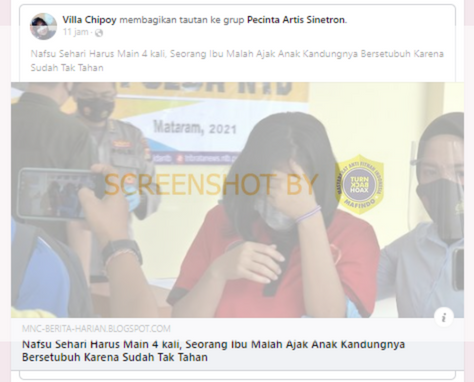 Villa Chipoy membagikan tautan ke grup Pecinta Artis Sinetron.
11 jam ·
Nafsu Sehari Harus Main 4 kali, Seorang Ibu Malah Ajak Anak Kandungnya Bersetubuh Karena
Sudah Tak Tahan
POLDA NTB
Mataram, 2021
SCREENSHOT BY
MASYARAKAT ANTI FITNAH INDONESIA
TURN
BACK
HOAX
MAFINDO
MNC-BERITA-HARIAN.BLOGSPOT.COM
Nafsu Sehari Harus Main 4 kali, Seorang Ibu Malah Ajak Anak Kandungnya
Bersetubuh Karena Sudah Tak Tahan